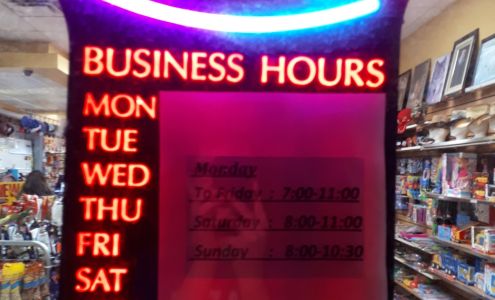 BUSINESS HOURS
MON
TUE
WED
THU
FRI
SAT
Monday
To Friday : 7:00-11:00
Saturday : 8:00-11:00
Sunday : 8:00-10:30